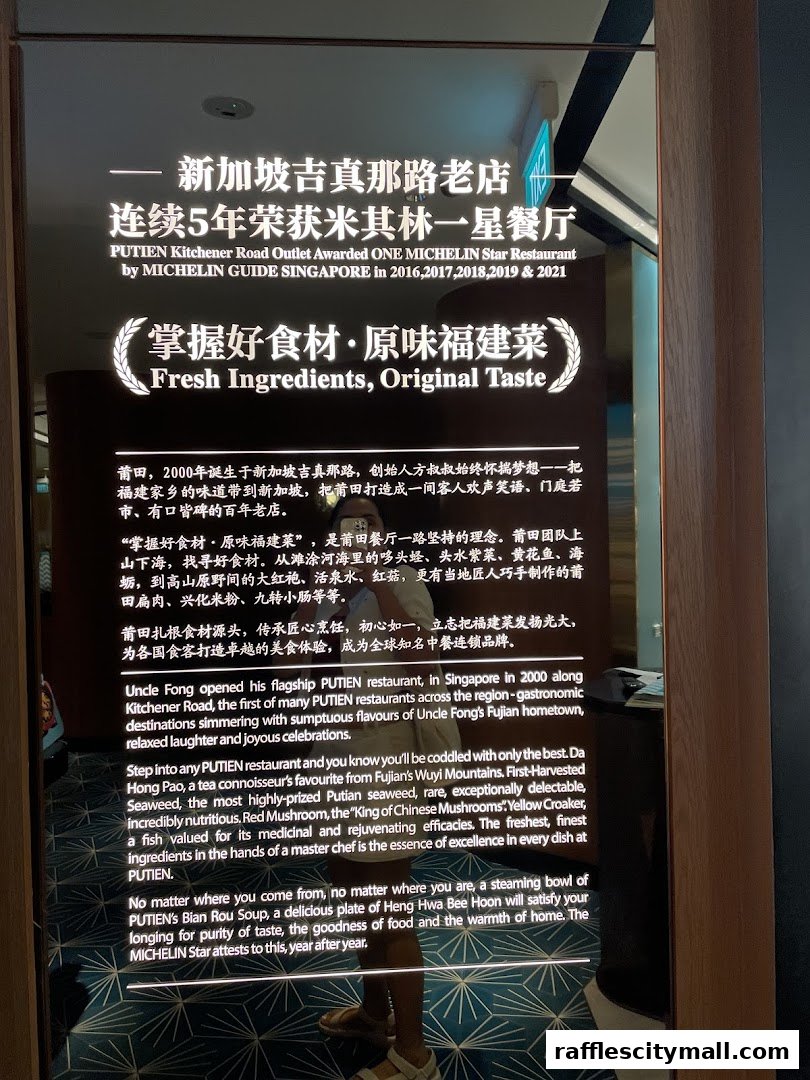 新加坡吉真那路老店
连续5年荣获米其林一星餐厅
PUTIEN Kitchener Road Outlet Awarded ONE MICHELIN Star Restaurant
by MICHELIN GUIDE SINGAPORE in 2016,2017,2018,2019 & 2021
掌握好食材·原味福建菜
Fresh Ingredients, Original Taste
莆田，2000年诞生于新加坡吉真那路，创始人方叔叔始终怀揣梦想——把
福建家乡的味道带到新加坡，把莆田打造成一间客人欢声笑语、门庭若
市、有口皆碑的百年老店。
“掌握好食材·原味福建菜”，是莆田餐厅一路坚持的理念。莆田团队上
山下海，找寻好食材。从滩涂河海里的哆头蛏、头水紫菜、黄花鱼、海
蛎，到高山原野间的大红袍、活泉水、红菇，更有当地匠人巧手制作的莆
田扁肉、兴化米粉、九转小肠等等。
莆田扎根食材源头，传承匠心烹饪，初心如一，立志把福建菜发扬光大，
为各国食客打造卓越的美食体验，成为全球知名中餐连锁品牌。
Uncle Fong opened his flagship PUTIEN restaurant, in Singapore in 2000 along
Kitchener Road, the first of many PUTIEN restaurants across the region - gastronomic
destinations simmering with sumptuous flavours of Uncle Fong's Fujian hometown,
relaxed laughter and joyous celebrations.
Step into any PUTIEN restaurant and you know you'll be coddled with only the best. Da
Hong Pao, a tea connoisseur's favourite from Fujian's Wuyi Mountains. First-Harvested
Seaweed, the most highly-prized Putian seaweed, rare, exceptionally delectable,
incredibly nutritious. Red Mushroom, the "King of Chinese Mushrooms". Yellow Croaker,
a fish valued for its medicinal and rejuvenating efficacies. The freshest, finest
ingredients in the hands of a master chef is the essence of excellence in every dish at
PUTIEN.
No matter where you come from, no matter where you are, a steaming bowl of
PUTIEN's Bian Rou Soup, a delicious plate of Heng Hwa Bee Hoon will satisfy your
longing for purity of taste, the goodness of food and the warmth of home. The
MICHELIN Star attests to this, year after year.
rafflescitymall.com